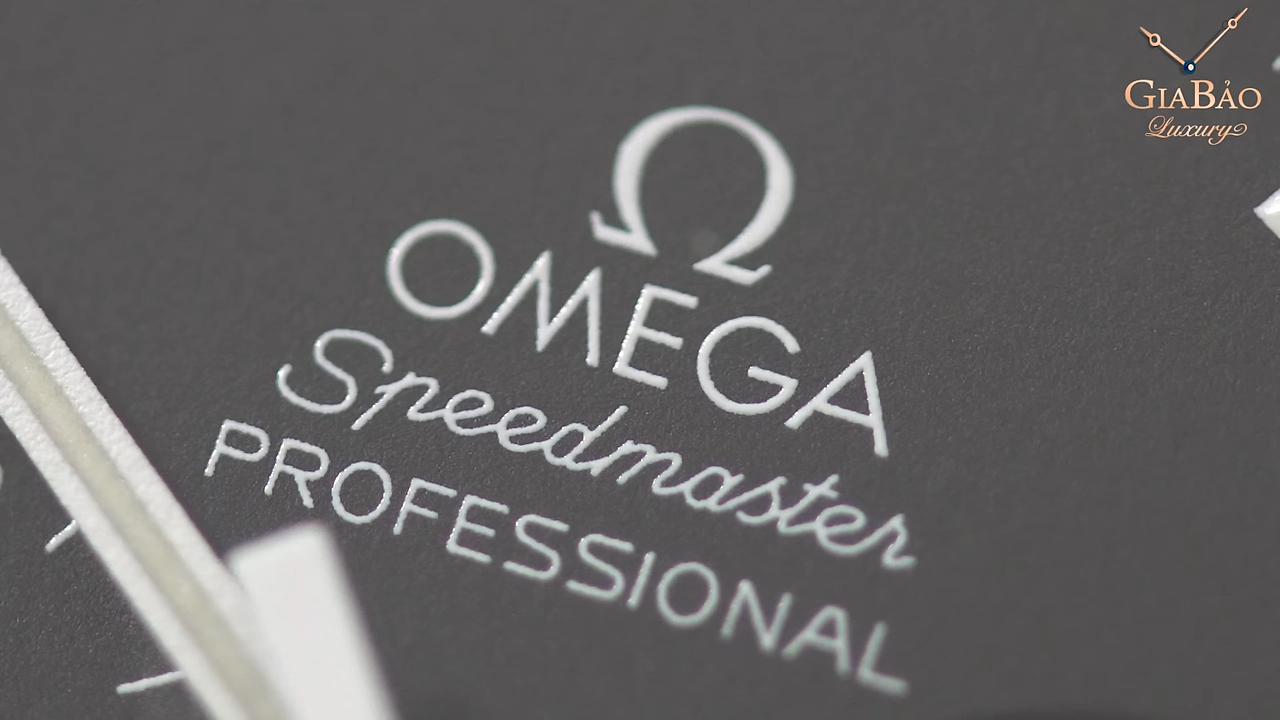 Ω
OMEGA
Speedmaster
PROFESSIONAL
GIABẢO
Luxury